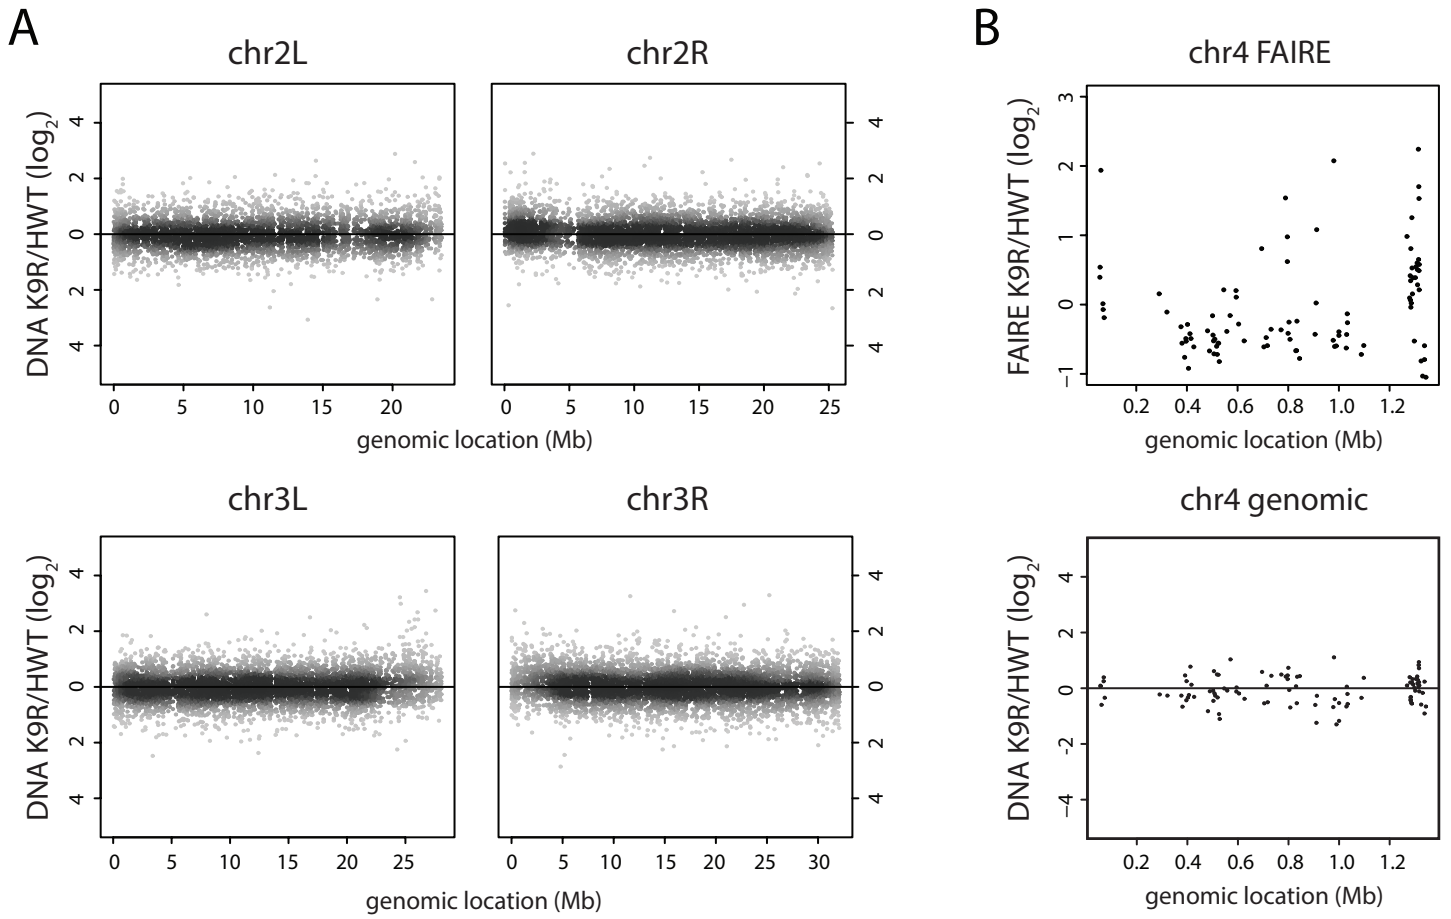 A
chr2L
chr2R
DNA K9R/HWT (log2)
4
2
0
2
4
4
2
0
2
4
0 5 10 15 20
0 5 10 15 20 25
genomic location (Mb)
chr3L
chr3R
DNA K9R/HWT (log2)
4
2
0
2
4
4
2
0
2
4
0 5 10 15 20 25
0 5 10 15 20 25 30
genomic location (Mb)
B
chr4 FAIRE
FAIRE K9R/HWT (log2)
3
2
1
0
−1
0.2 0.4 0.6 0.8 1.0 1.2
genomic location (Mb)
chr4 genomic
DNA K9R/HWT (log2)
4
2
0
-2
−4
0.2 0.4 0.6 0.8 1.0 1.2
genomic location (Mb)